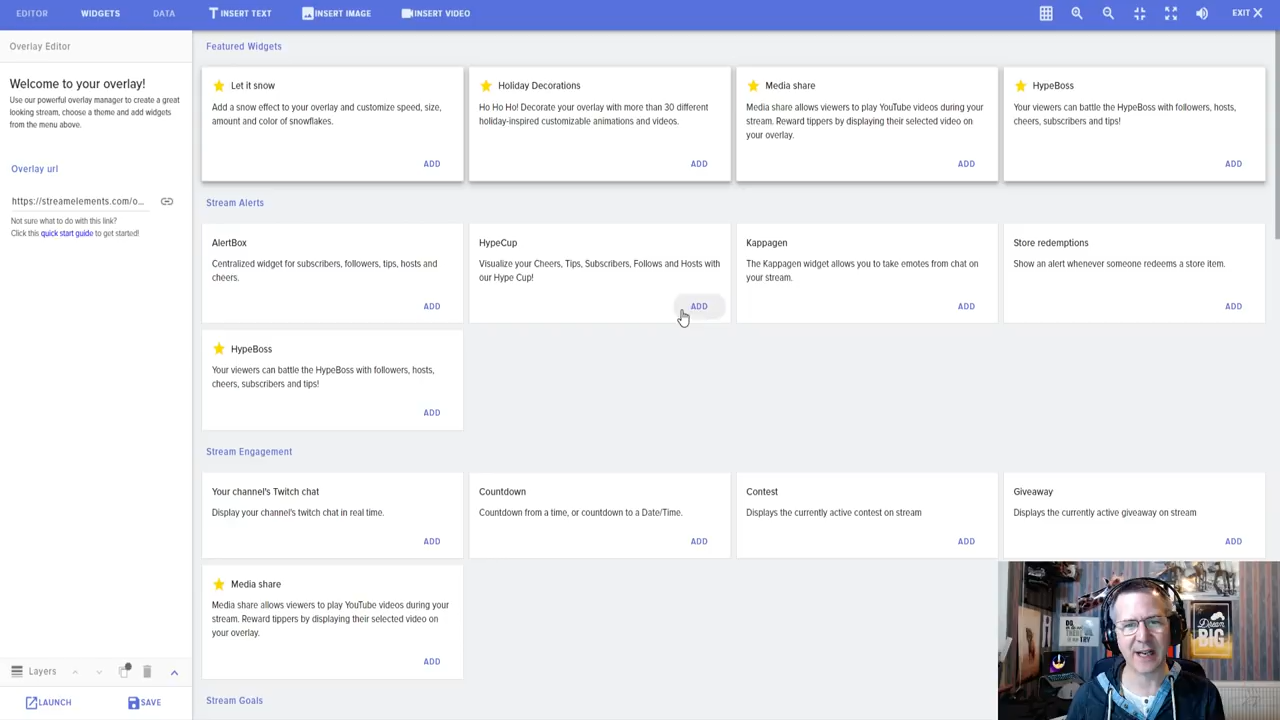 EDITOR WIDGETS DATA INSERT TEXT INSERT IMAGE INSERT VIDEO EXIT
Overlay Editor
Welcome to your overlay!
Use our powerful overlay manager to create a great
looking stream, choose a theme and add widgets
from the menu above.
Overlay url
https://streamelements.com/o...
Not sure what to do with this link?
Click this quick start guide to get started!
Layers
LAUNCH SAVE
Featured Widgets
Let it snow
Add a snow effect to your overlay and customize speed, size,
amount and color of snowflakes.
ADD
Holiday Decorations
Ho Ho Ho! Decorate your overlay with more than 30 different
holiday-inspired customizable animations and videos.
ADD
Media share
Media share allows viewers to play YouTube videos during your
stream. Reward tippers by displaying their selected video on
your overlay.
ADD
HypeBoss
Your viewers can battle the HypeBoss with followers, hosts,
cheers, subscribers and tips!
ADD
Stream Alerts
AlertBox
Centralized widget for subscribers, followers, tips, hosts and
cheers.
ADD
HypeCup
Visualize your Cheers, Tips, Subscribers, Follows and Hosts with
our Hype Cup!
ADD
Kappagen
The Kappagen widget allows you to take emotes from chat on
your stream.
ADD
Store redemptions
Show an alert whenever someone redeems a store item.
ADD
HypeBoss
Your viewers can battle the HypeBoss with followers, hosts,
cheers, subscribers and tips!
ADD
Stream Engagement
Your channel's Twitch chat
Display your channel's twitch chat in real time.
ADD
Countdown
Countdown from a time, or countdown to a Date/Time.
ADD
Contest
Displays the currently active contest on stream
ADD
Giveaway
Displays the currently active giveaway on stream
ADD
Media share
Media share allows viewers to play YouTube videos during your
stream. Reward tippers by displaying their selected video on
your overlay.
ADD
Stream Goals
Dream
BIG